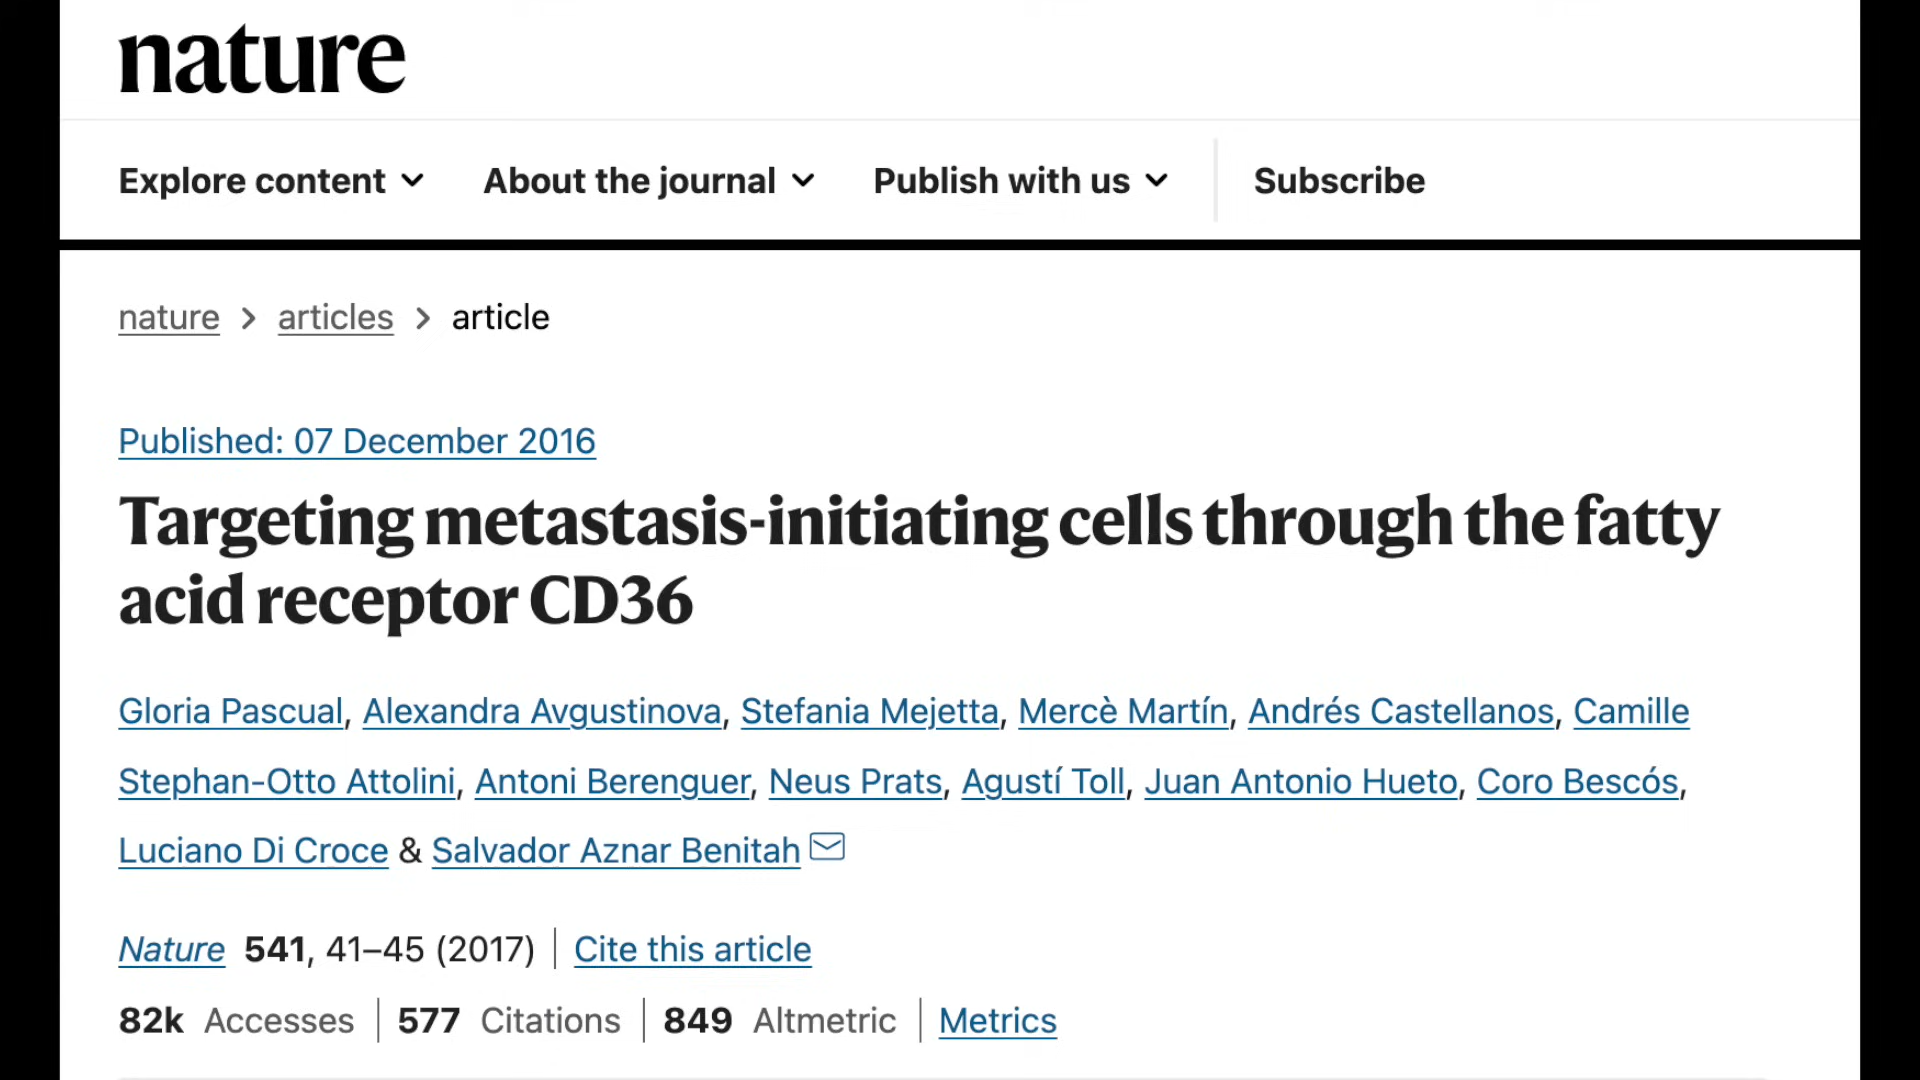 nature
Explore content About the journal Publish with us Subscribe
nature > articles > article
Published: 07 December 2016
Targeting metastasis-initiating cells through the fatty
acid receptor CD36
Gloria Pascual, Alexandra Avgustinova, Stefania Mejetta, Mercè Martín, Andrés Castellanos, Camille
Stephan-Otto Attolini, Antoni Berenguer, Neus Prats, Agustí Toll, Juan Antonio Hueto, Coro Bescós,
Luciano Di Croce & Salvador Aznar Benitah
Nature 541, 41–45 (2017) | Cite this article
82k Accesses | 577 Citations | 849 Altmetric | Metrics